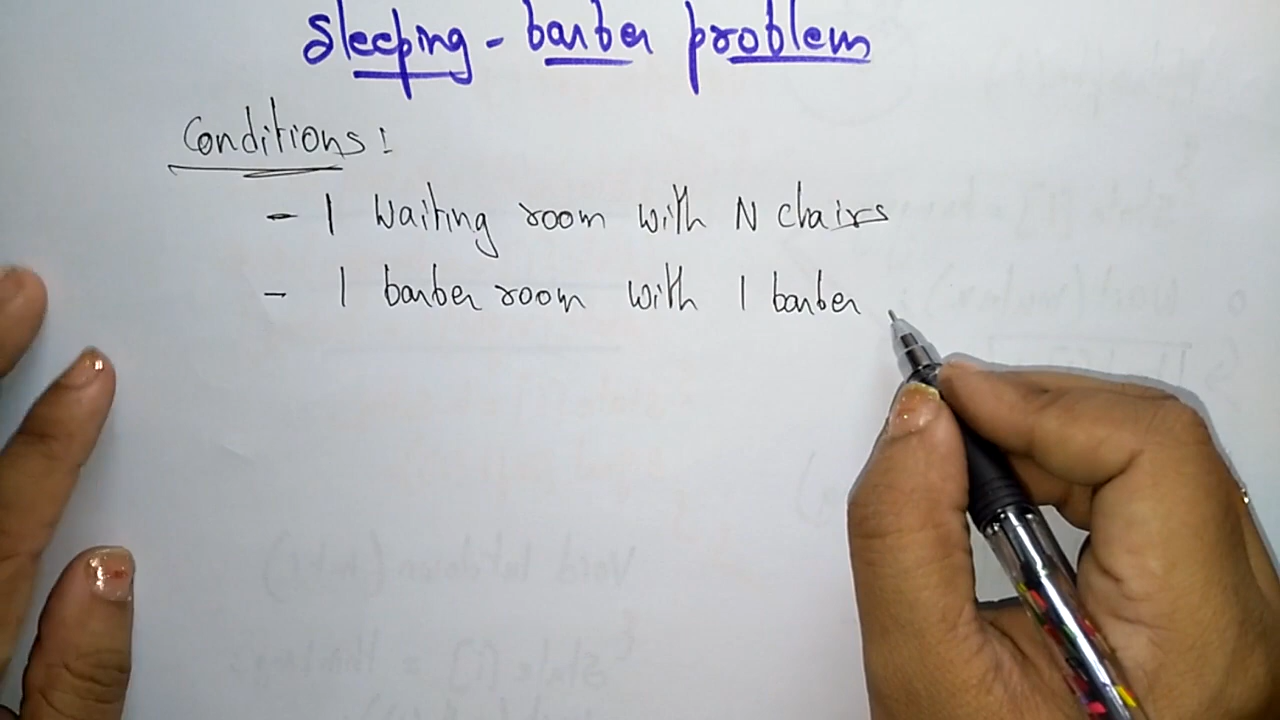 Sleeping - barber problem
Conditions :
- 1 Waiting room with N chairs
- 1 barber room with 1 barber